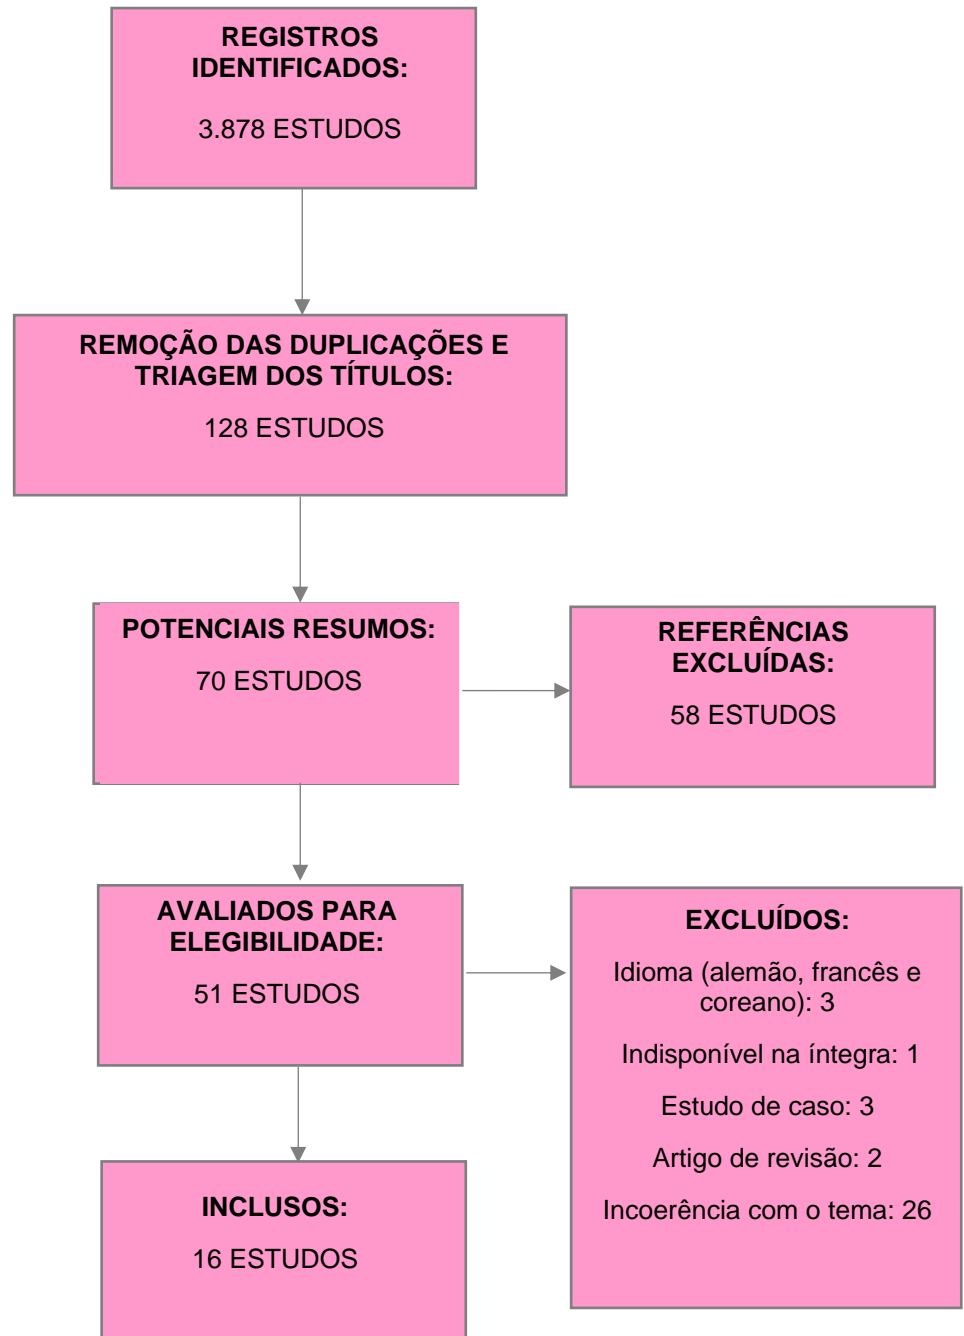 REGISTROS
IDENTIFICADOS:
3.878 ESTUDOS
REMOÇÃO DAS DUPLICAÇÕES E
TRIAGEM DOS TÍTULOS:
128 ESTUDOS
POTENCIAIS RESUMOS:
70 ESTUDOS
REFERÊNCIAS
EXCLUÍDAS:
58 ESTUDOS
AVALIADOS PARA
ELEGIBILIDADE:
51 ESTUDOS
EXCLUÍDOS:
Idioma (alemão, francês e
coreano): 3
Indisponível na íntegra: 1
Estudo de caso: 3
Artigo de revisão: 2
Incoerência com o tema: 26
INCLUSOS:
16 ESTUDOS